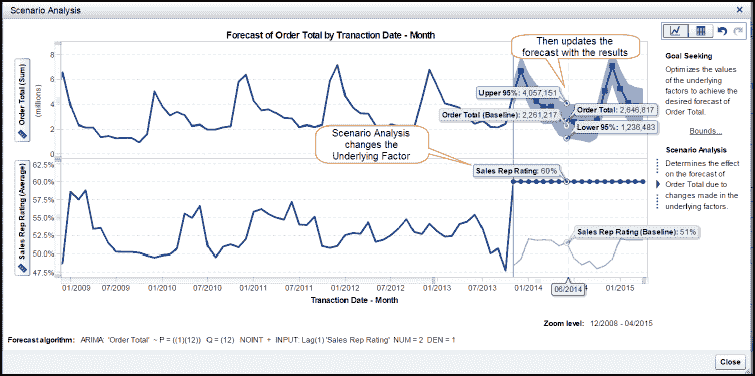 Scenario Analysis
Forecast of Order Total by Tranaction Date - Month
Then updates the
forecast with the results
Order Total (Sum)
(millions)
8
6
4
2
0
Upper 95%: 4,057,151
Order Total (Baseline): 2,261,217
Order Total: 2,646,817
Lower 95%: 1,236,483
Scenario Analysis
changes the
Underlying Factor
Sales Rep Rating (Average)
62.5%
60.0%
57.5%
55.0%
52.5%
50.0%
47.5%
Sales Rep Rating: 60%
Sales Rep Rating (Baseline): 51%
01/2009 07/2009 01/2010 07/2010 01/2011 07/2011 01/2012 07/2012 01/2013 07/2013 01/2014 06/2014 01/2015
Tranaction Date - Month
Zoom level: 12/2008 - 04/2015
Forecast algorithm: ARIMA: 'Order Total' ~ P = ((1)(12)) Q = (12) NOINT + INPUT: Lag(1) 'Sales Rep Rating' NUM = 2 DEN = 1
Goal Seeking
Optimizes the values
of the underlying
factors to achieve the
desired forecast of
Order Total.
Bounds...
Scenario Analysis
Determines the effect
on the forecast of
Order Total due to
changes made in the
underlying factors.
Close